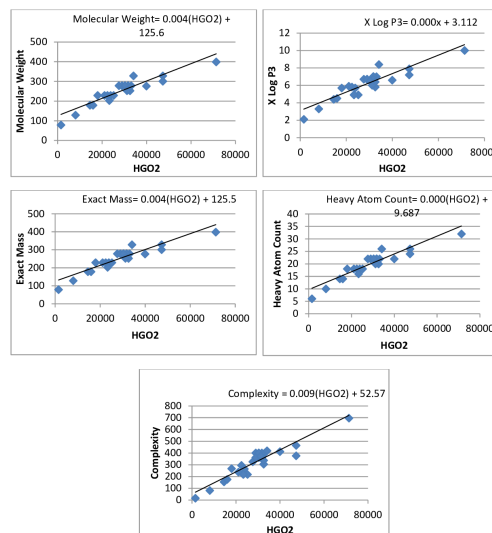 Molecular Weight= 0.004(HGO2) +
125.6
Molecular Weight
500
400
300
200
100
0
0 20000 40000 60000 80000
HGO2
X Log P3= 0.000x + 3.112
X Log P3
12
10
8
6
4
2
0
0 20000 40000 60000 80000
HGO2
Exact Mass= 0.004(HGO2) + 125.5
Exact Mass
500
400
300
200
100
0
0 20000 40000 60000 80000
HGO2
Heavy Atom Count= 0.000(HGO2) +
9.687
Heavy Atom Count
40
35
30
25
20
15
10
5
0
0 20000 40000 60000 80000
HGO2
Complexity = 0.009(HGO2) + 52.57
Complexity
800
700
600
500
400
300
200
100
0
0 20000 40000 60000 80000
HGO2